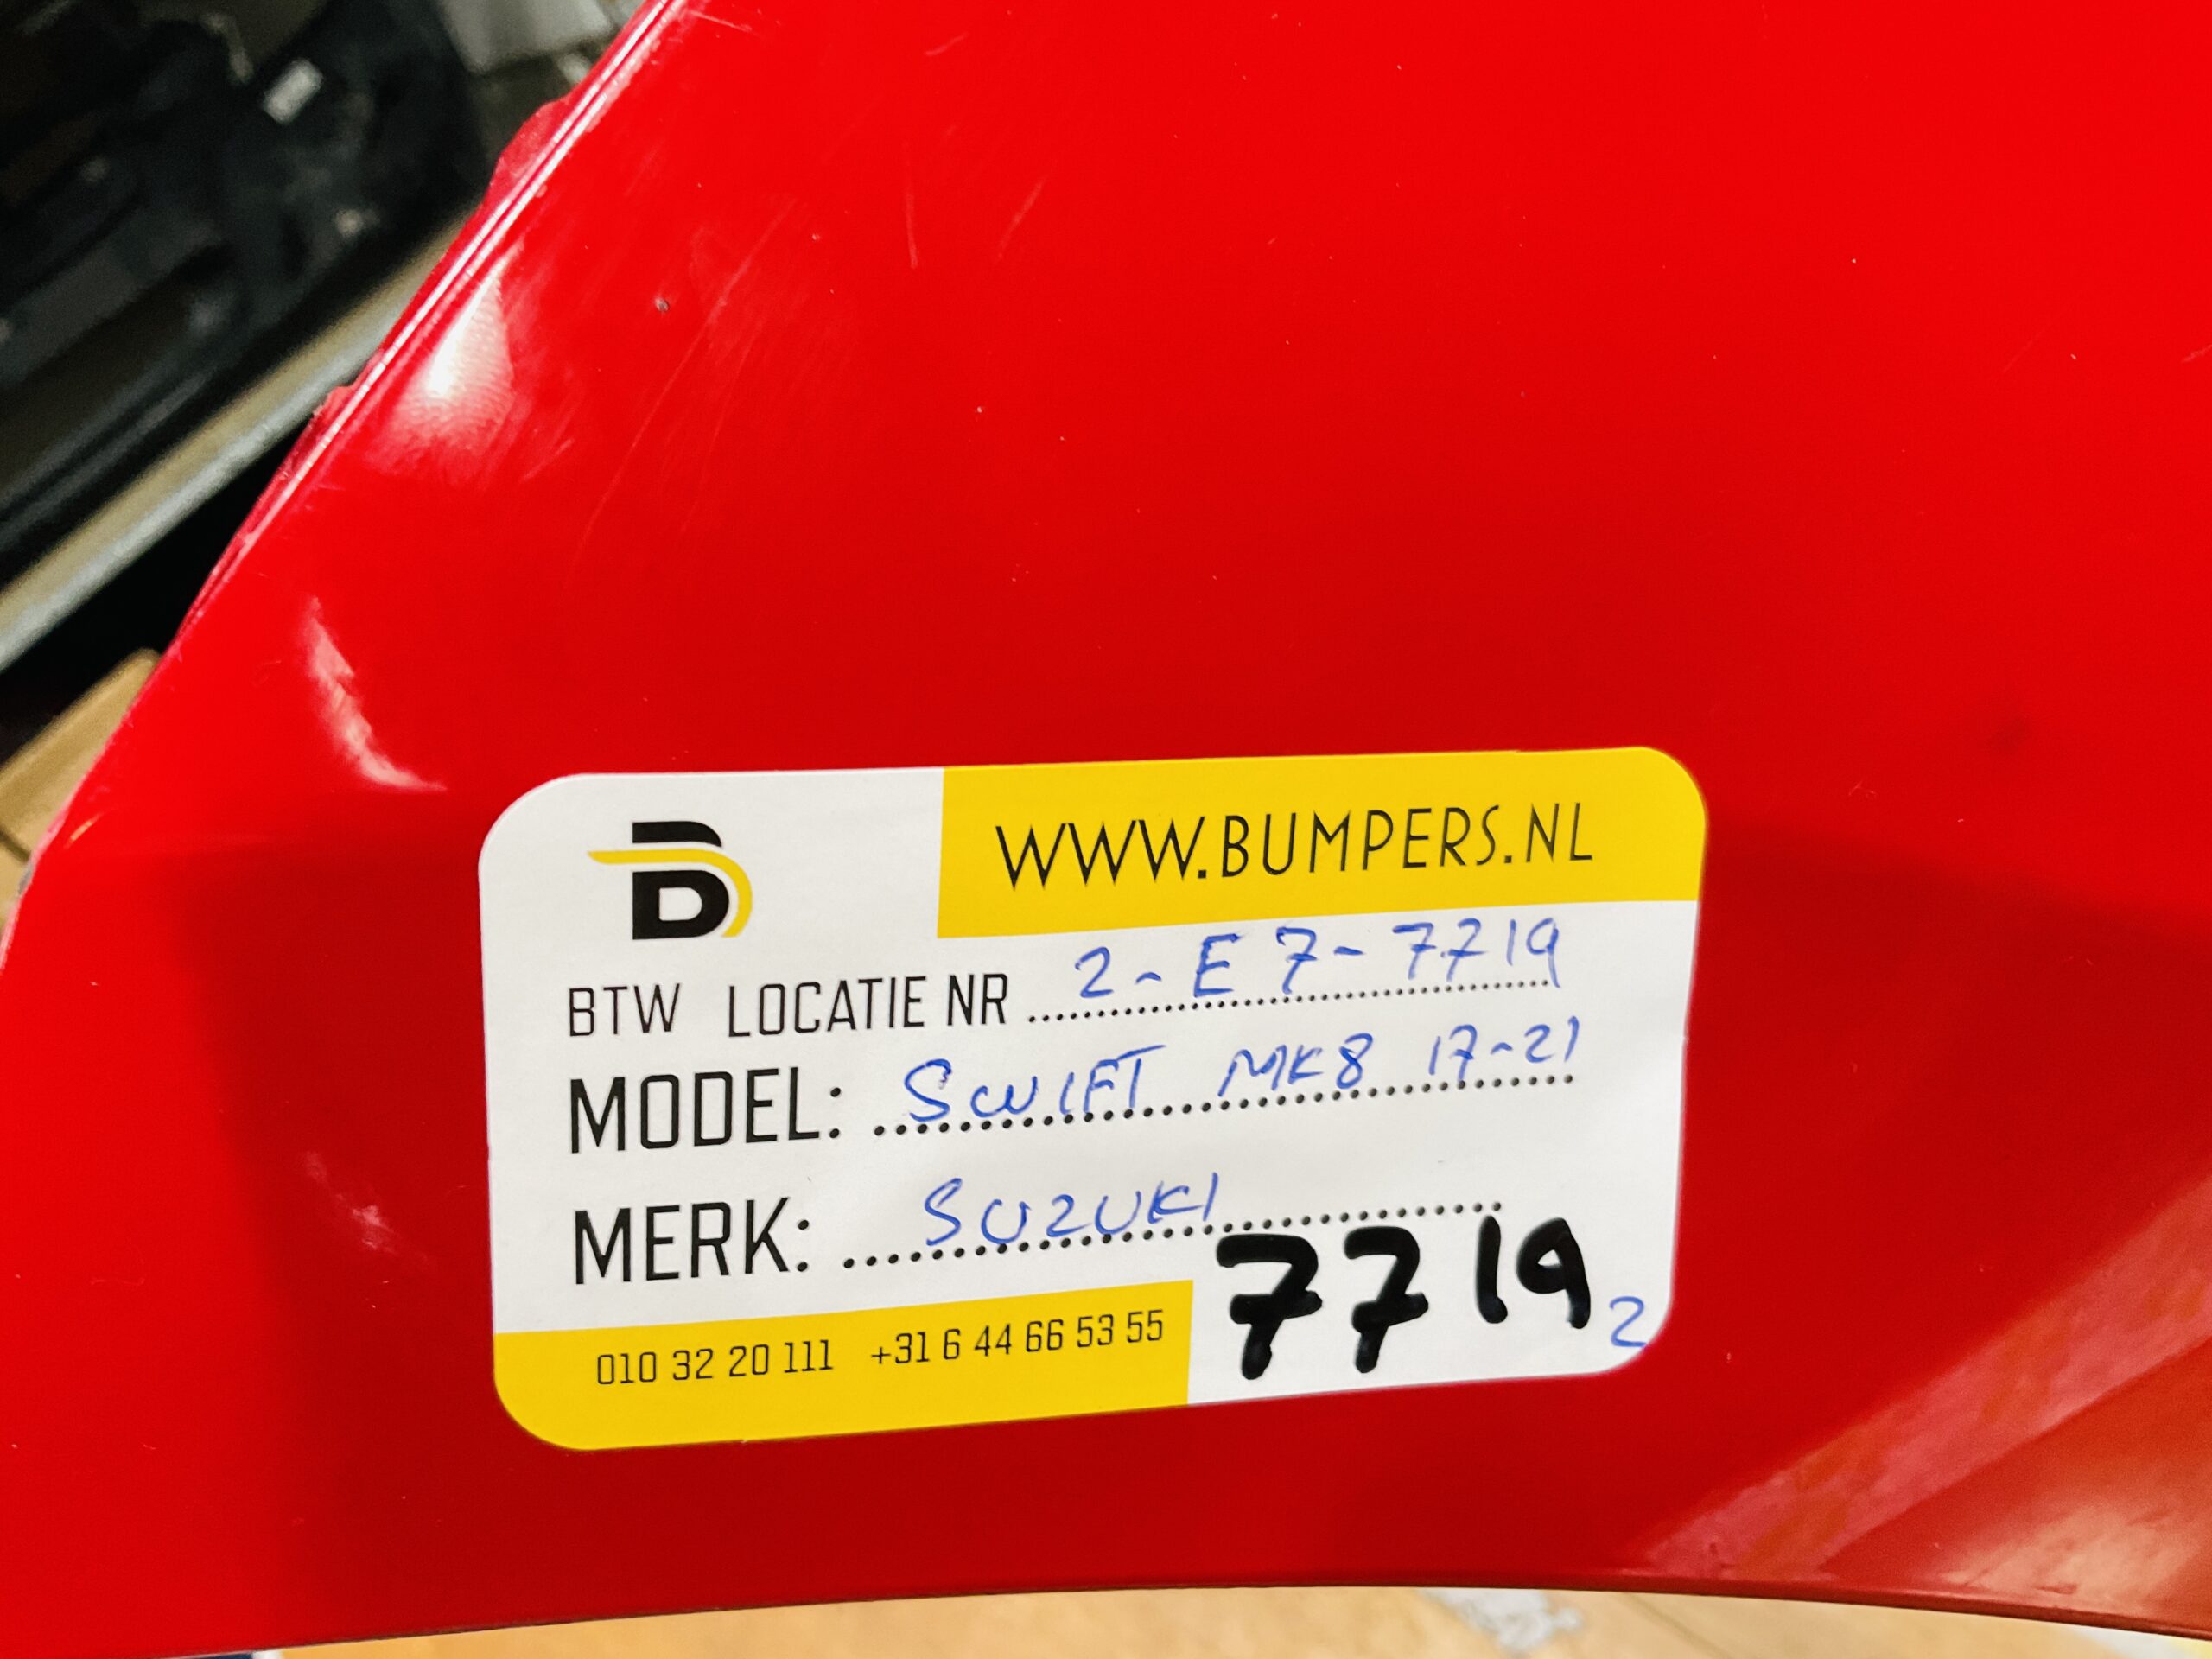 B
WWW.BUMPERS.NL
BTW LOCATIE NR 2-E7-7719
MODEL: SWIFT MK8 17-21
MERK: SUZUKI
7719 2
010 32 20 111 +31 6 44 66 53 55